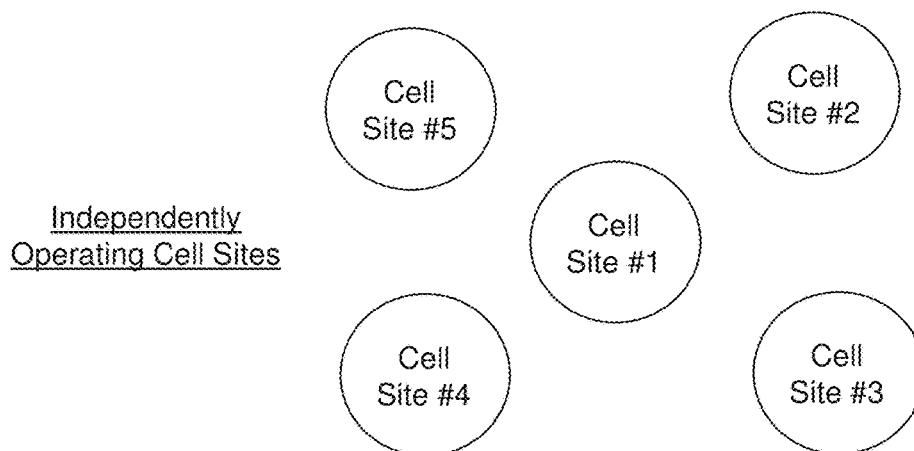 Independently
Operating Cell Sites
Cell
Site #5
Cell
Site #2
Cell
Site #1
Cell
Site #4
Cell
Site #3